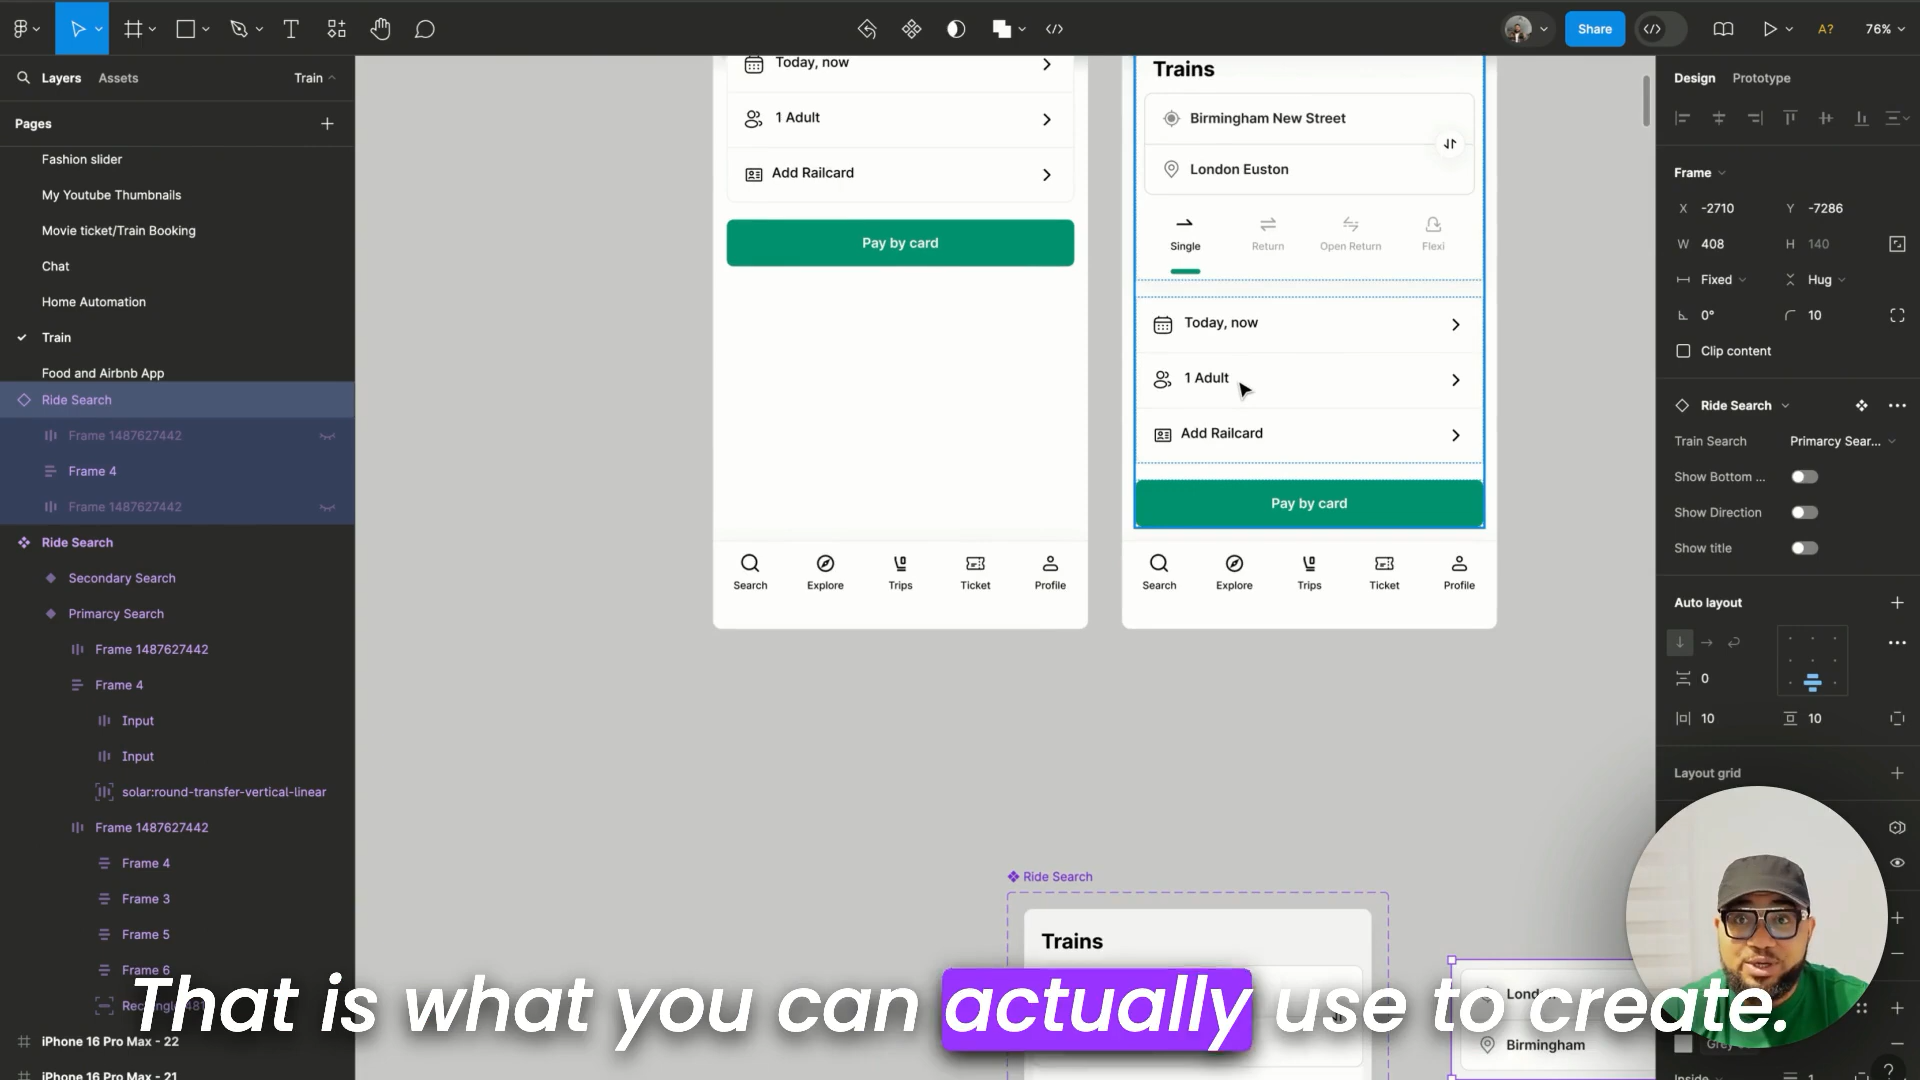 Share
A?
76%
Layers
Assets
Train
Pages
Fashion slider
My Youtube Thumbnails
Movie ticket/Train Booking
Chat
Home Automation
Train
Food and Airbnb App
Ride Search
Frame 1487627442
Frame 4
Frame 1487627442
Ride Search
Secondary Search
Primarcy Search
Frame 1487627442
Frame 4
Input
Input
solar:round-transfer-vertical-linear
Frame 1487627442
Frame 4
Frame 3
Frame 5
Frame 6
iPhone 16 Pro Max - 22
iPhone 16 Pro Max - 21
Today, now
1 Adult
Add Railcard
Pay by card
Search
Explore
Trips
Ticket
Profile
Trains
Birmingham New Street
London Euston
Single
Return
Open Return
Flexi
Today, now
1 Adult
Add Railcard
Pay by card
Search
Explore
Trips
Ticket
Profile
Ride Search
Trains
Birmingham
Design
Prototype
Frame
X -2710
Y -7286
W 408
H 140
Fixed
Hug
0°
10
Clip content
Ride Search
Train Search
Primarcy Sear...
Show Bottom ...
Show Direction
Show title
Auto layout
0
10
10
Layout grid
?
That is what you can actually use to create.